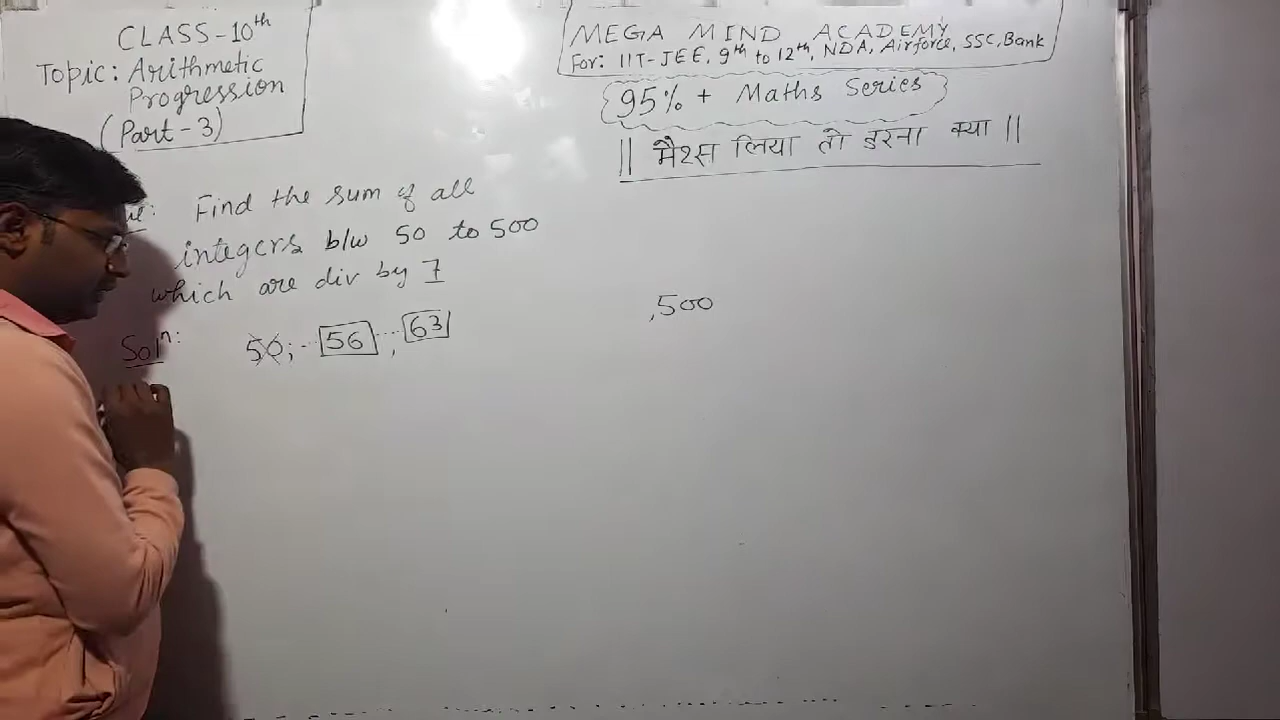 CLASS-10th
Topic: Arithmetic
Progression
(Part-3)
MEGA MIND ACADEMY
For: IIT-JEE, 9th to 12th, NDA, Airforce, SSC, Bank
95% + Maths Series
|| मैथ्स लिया तो डरना क्या ||
Find the sum of all
integers b/w 50 to 500
which are div by 7
Soln: 50, .. 56, ... 63 ,500